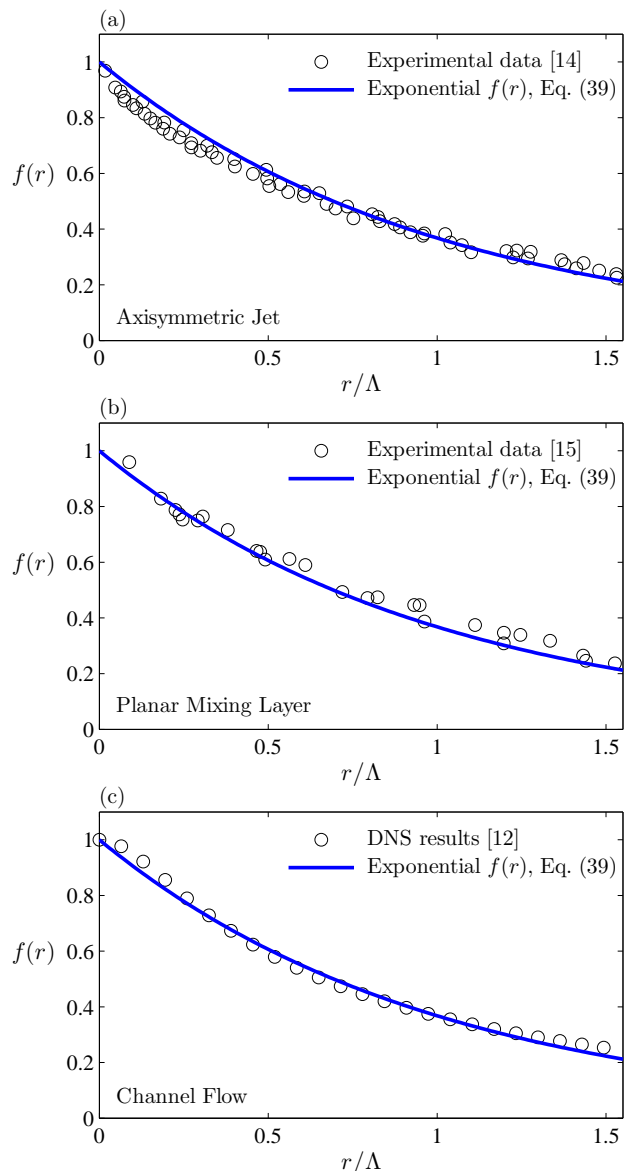 (a)
1
0.8
0.6
0.4
0.2
0
f(r)
Experimental data [14]
Exponential f(r), Eq. (39)
Axisymmetric Jet
0 0.5 1 1.5
r/Λ
(b)
1
0.8
0.6
0.4
0.2
0
f(r)
Experimental data [15]
Exponential f(r), Eq. (39)
Planar Mixing Layer
0 0.5 1 1.5
r/Λ
(c)
1
0.8
0.6
0.4
0.2
0
f(r)
DNS results [12]
Exponential f(r), Eq. (39)
Channel Flow
0 0.5 1 1.5
r/Λ